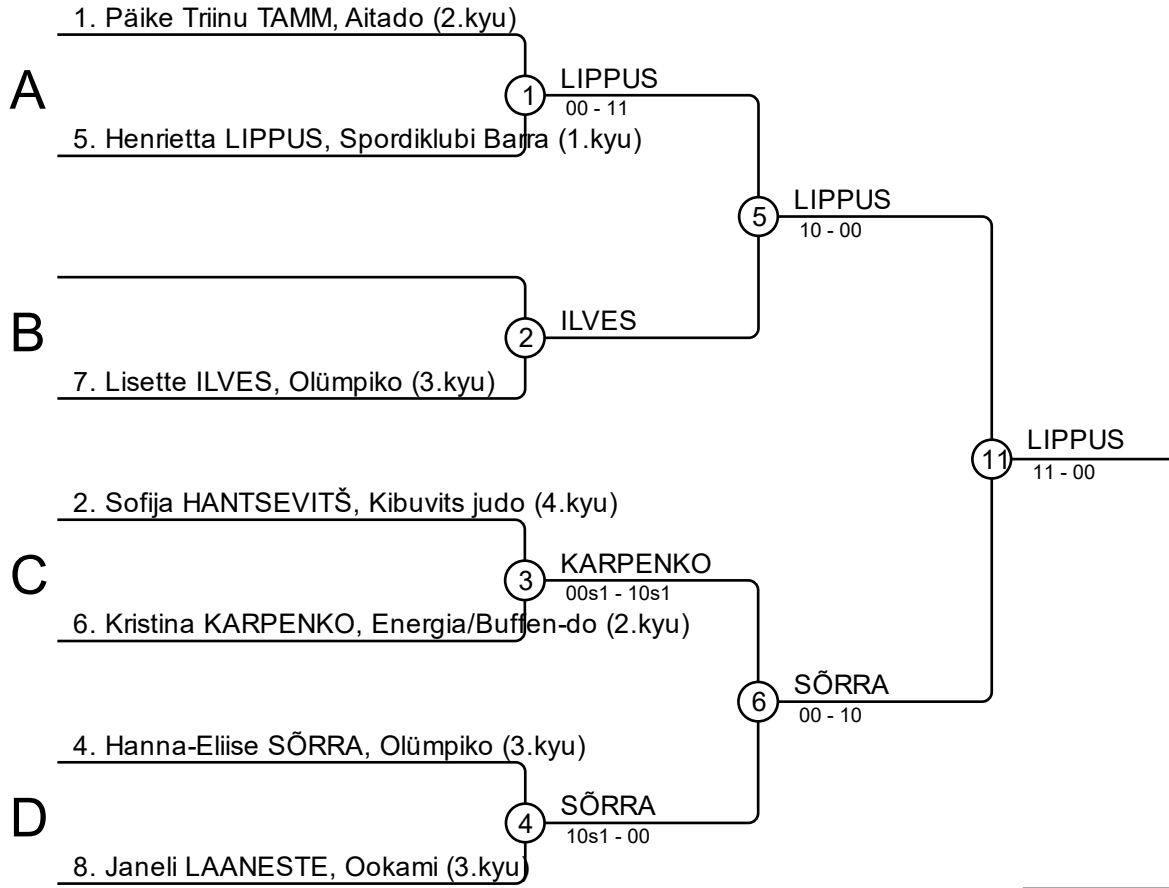 1. Päike Triinu TAMM, Aitado (2.kyu)
A
1
LIPPUS
00 - 11
5. Henrietta LIPPUS, Spordiklubi Barra (1.kyu)
5
LIPPUS
10 - 00
B
2
ILVES
7. Lisette ILVES, Olümpiko (3.kyu)
11
LIPPUS
11 - 00
2. Sofija HANTSEVITŠ, Kibuvits judo (4.kyu)
C
3
KARPENKO
00s1 - 10s1
6. Kristina KARPENKO, Energia/Buffen-do (2.kyu)
6
SÕRRA
00 - 10
4. Hanna-Eliise SÕRRA, Olümpiko (3.kyu)
D
4
SÕRRA
10s1 - 00
8. Janeli LAANESTE, Ookami (3.kyu)